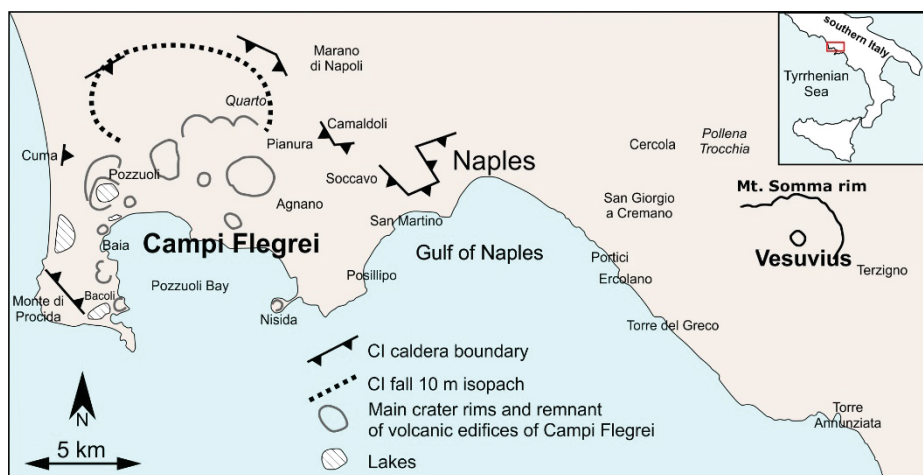 Marano
di Napoli
southern Italy
Tyrrhenian
Sea
Quarto
Camaldoli
Pianura
Cercola
Pollena
Trocchia
Naples
Cuma
Pozzuoli
Soccavo
Mt. Somma rim
Agnano
San Giorgio
a Cremano
San Martino
Baia
Campi Flegrei
Gulf of Naples
Portici
Vesuvius
Terzigno
Posillipo
Ercolano
Pozzuoli Bay
Bacoli
Monte di
Procida
Nisida
Torre del Greco
CI caldera boundary
CI fall 10 m isopach
Main crater rims and remnant
of volcanic edifices of Campi Flegrei
Lakes
N
5 km
Torre
Annunziata